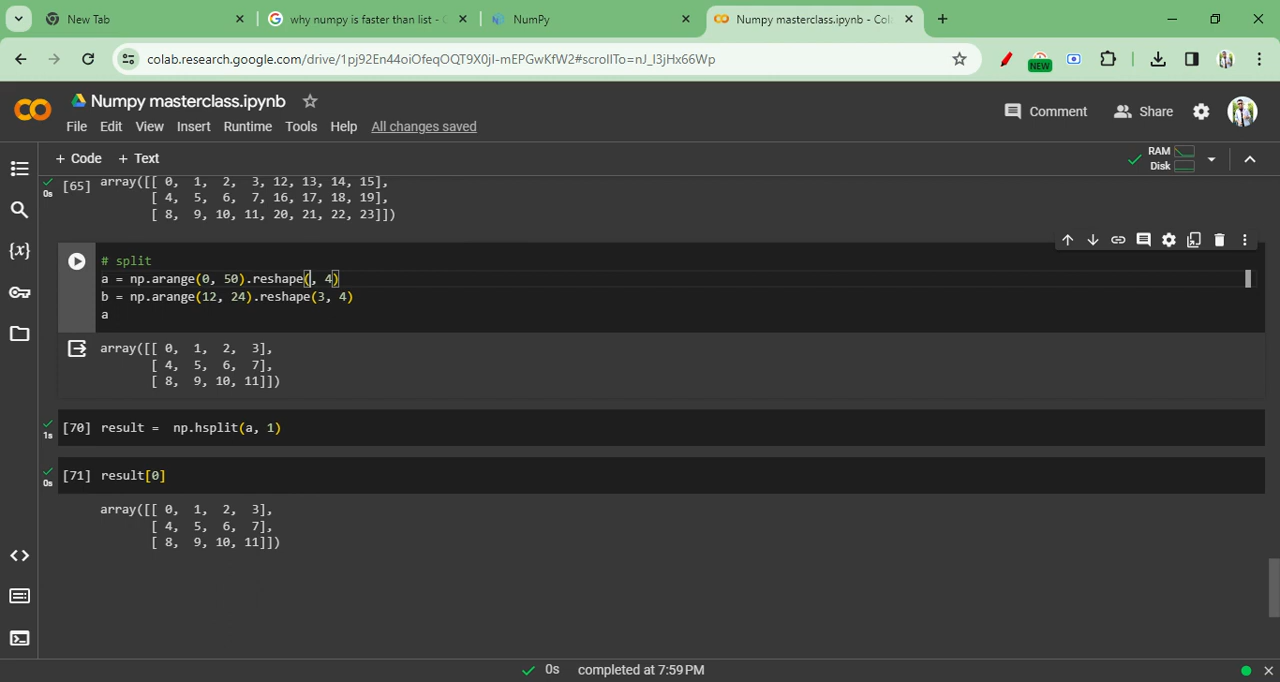 New Tab
why numpy is faster than list - G
NumPy
Numpy masterclass.ipynb - Col
colab.research.google.com/drive/1pj92En44oiOfeqOQT9X0jI-mEPGwKfW2#scrollTo=nJ_l3jHx66Wp
NEW
Numpy masterclass.ipynb
File Edit View Insert Runtime Tools Help All changes saved
Comment Share
+ Code + Text
RAM
Disk
[65] array([[ 0, 1, 2, 3, 12, 13, 14, 15],
0s
[ 4, 5, 6, 7, 16, 17, 18, 19],
[ 8, 9, 10, 11, 20, 21, 22, 23]])
{x}
# split
a = np.arange(0, 50).reshape(, 4)
b = np.arange(12, 24).reshape(3, 4)
a
array([[ 0, 1, 2, 3],
[ 4, 5, 6, 7],
[ 8, 9, 10, 11]])
[70] result = np.hsplit(a, 1)
1s
[71] result[0]
0s
array([[ 0, 1, 2, 3],
[ 4, 5, 6, 7],
[ 8, 9, 10, 11]])
0s completed at 7:59 PM